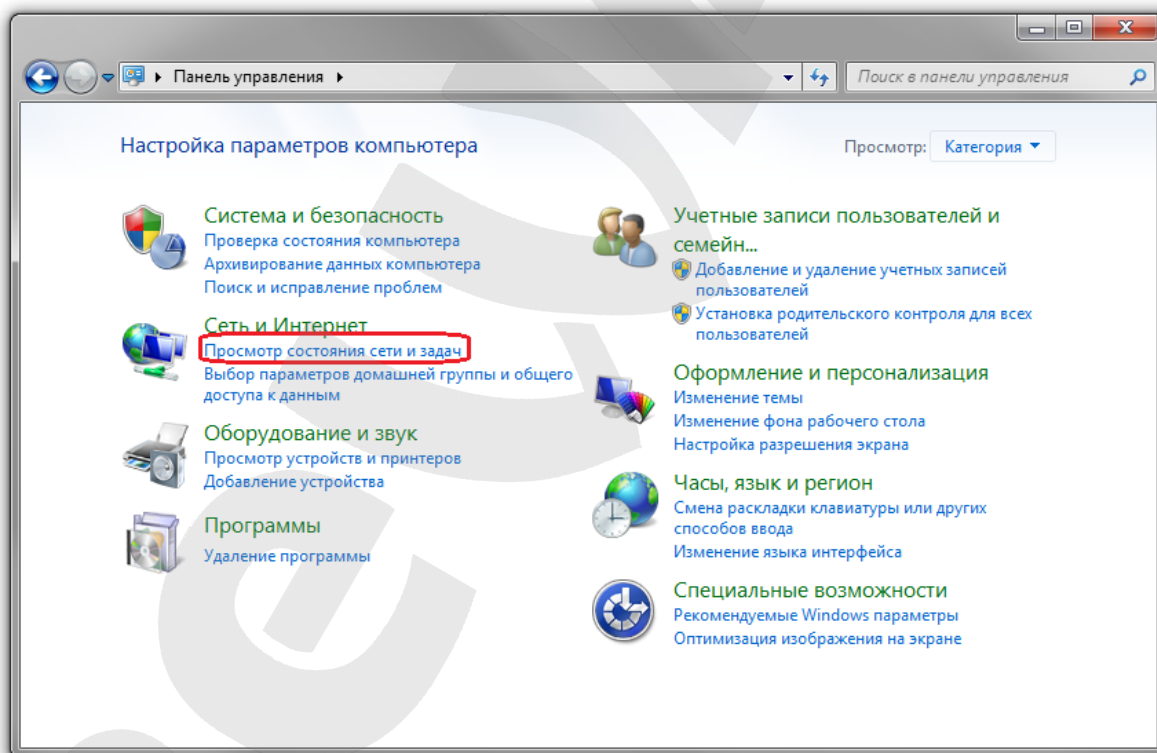 Панель управления
Поиск в панели управления
Настройка параметров компьютера
Просмотр: Категория
Система и безопасность
Проверка состояния компьютера
Архивирование данных компьютера
Поиск и исправление проблем
Сеть и Интернет
Просмотр состояния сети и задач
Выбор параметров домашней группы и общего
доступа к данным
Оборудование и звук
Просмотр устройств и принтеров
Добавление устройства
Программы
Удаление программы
Учетные записи пользователей и
семейн...
Добавление и удаление учетных записей
пользователей
Установка родительского контроля для всех
пользователей
Оформление и персонализация
Изменение темы
Изменение фона рабочего стола
Настройка разрешения экрана
Часы, язык и регион
Смена раскладки клавиатуры или других
способов ввода
Изменение языка интерфейса
Специальные возможности
Рекомендуемые Windows параметры
Оптимизация изображения на экране